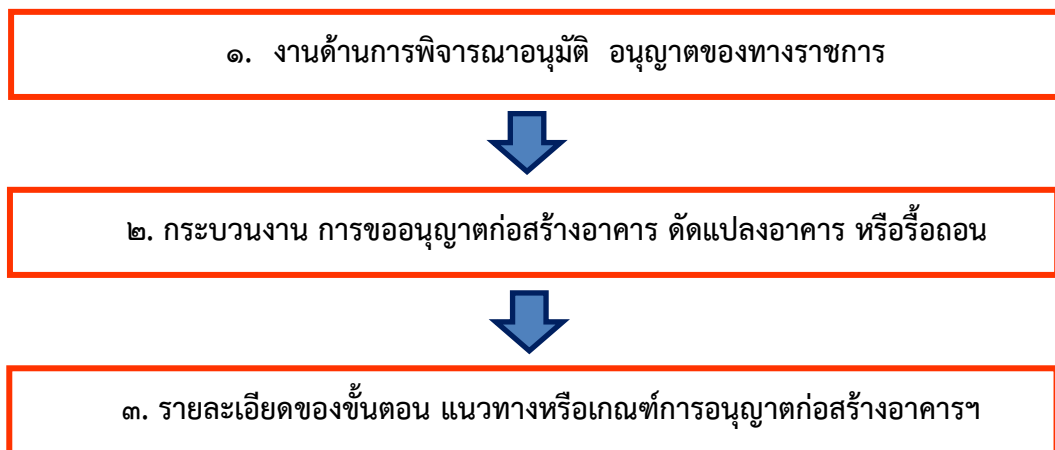 ๑. งานด้านการพิจารณาอนุมัติ อนุญาตของทางราชการ
๒. กระบวนงาน การขออนุญาตก่อสร้างอาคาร ดัดแปลงอาคาร หรือรื้อถอน
๓. รายละเอียดของขั้นตอน แนวทางหรือเกณฑ์การอนุญาตก่อสร้างอาคารฯ